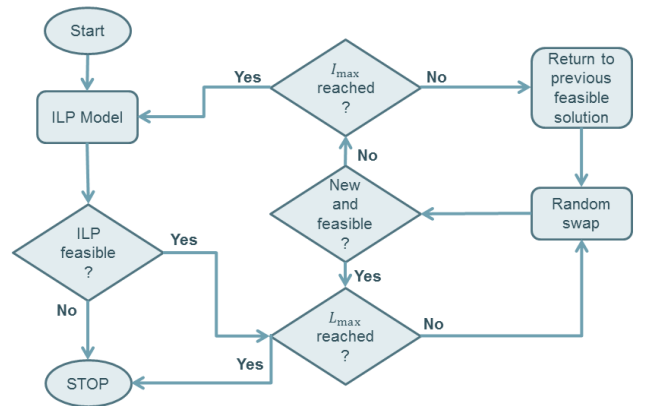 Start
ILP Model
ILP
feasible
?
Yes
No
STOP
Yes
I_max
reached
?
No
Return to
previous
feasible
solution
No
New
and
feasible
?
Random
swap
Yes
L_max
reached
?
No
Yes